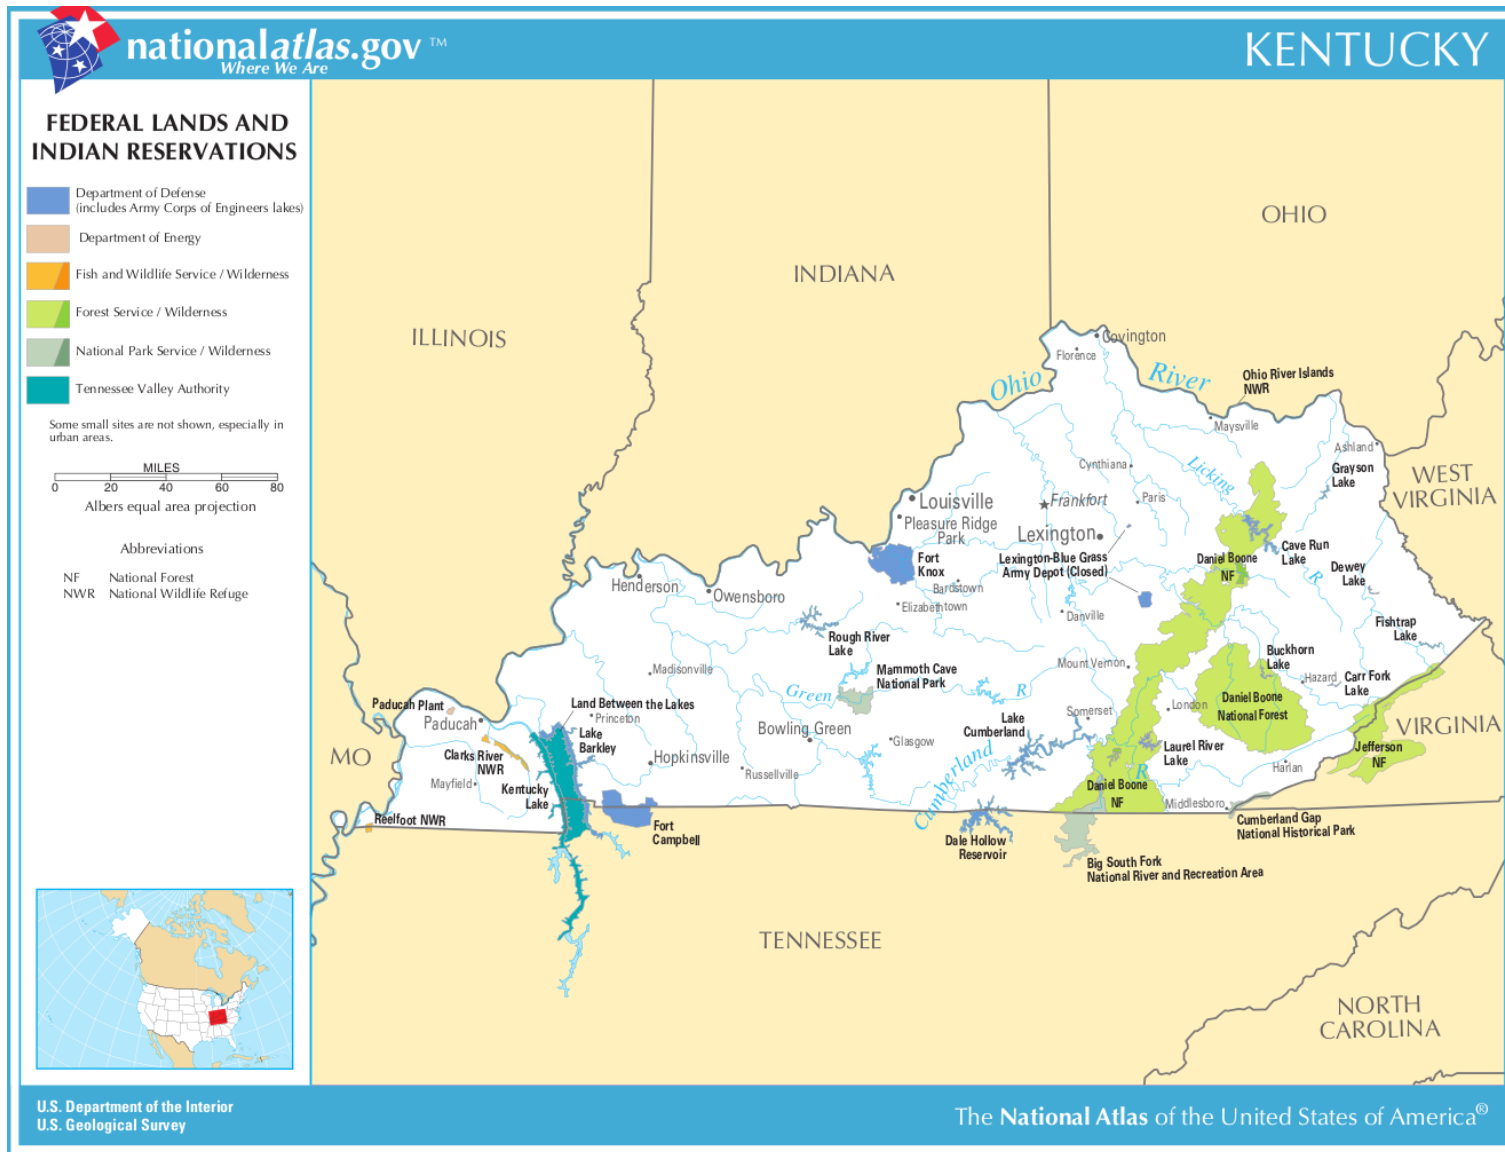 nationalatlas.gov ™
Where We Are
KENTUCKY
FEDERAL LANDS AND
INDIAN RESERVATIONS
Department of Defense
(includes Army Corps of Engineers lakes)
Department of Energy
Fish and Wildlife Service / Wilderness
Forest Service / Wilderness
National Park Service / Wilderness
Tennessee Valley Authority
Some small sites are not shown, especially in
urban areas.
MILES
0 20 40 60 80
Albers equal area projection
Abbreviations
NF National Forest
NWR National Wildlife Refuge
OHIO
INDIANA
ILLINOIS
Covington
Florence
Ohio
River
Ohio River Islands
NWR
Maysville
Ashland
Cynthiana
Licking
Grayson
Lake
WEST
VIRGINIA
Louisville
Frankfort
Paris
Pleasure Ridge
Park
Lexington
Fort
Knox
Lexington-Blue Grass
Army Depot (Closed)
Daniel Boone
NF
Cave Run
Lake
Dewey
Lake
R
Henderson
Owensboro
Bardstown
Elizabethtown
Danville
Fishtrap
Lake
Rough River
Lake
Buckhorn
Lake
Madisonville
Mammoth Cave
National Park
Mount Vernon
Hazard
Carr Fork
Lake
Green
R
Paducah Plant
Paducah
Land Between the Lakes
Princeton
Lake
Barkley
Bowling Green
Glasgow
Lake
Cumberland
Somerset
London
Daniel Boone
National Forest
VIRGINIA
Jefferson
NF
MO
Clarks River
NWR
Mayfield
Kentucky
Lake
Hopkinsville
Russellville
Cumberland
R
Laurel River
Lake
Harlan
Daniel Boone
NF
Middlesboro
Reelfoot NWR
Fort
Campbell
Dale Hollow
Reservoir
Cumberland Gap
National Historical Park
Big South Fork
National River and Recreation Area
TENNESSEE
NORTH
CAROLINA
U.S. Department of the Interior
U.S. Geological Survey
The National Atlas of the United States of America®